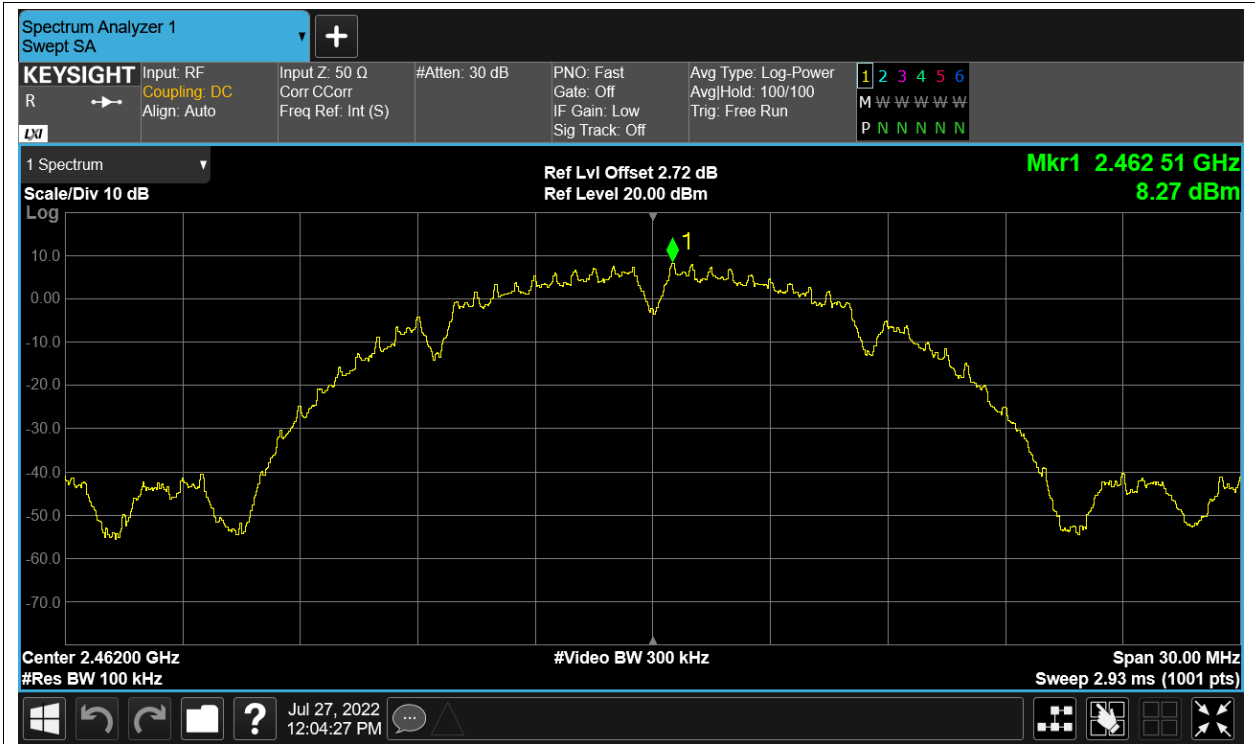 Spectrum Analyzer 1
Swept SA
KEYSIGHT
R
LXI
Input: RF
Coupling: DC
Align: Auto
Input Z: 50 Ω
Corr CCorr
Freq Ref: Int (S)
#Atten: 30 dB
PNO: Fast
Gate: Off
IF Gain: Low
Sig Track: Off
Avg Type: Log-Power
Avg|Hold: 100/100
Trig: Free Run
1 2 3 4 5 6
M W W W W W
P N N N N N
1 Spectrum
Scale/Div 10 dB
Log
Ref Lvl Offset 2.72 dB
Ref Level 20.00 dBm
Mkr1 2.462 51 GHz
8.27 dBm
1
10.0
0.00
-10.0
-20.0
-30.0
-40.0
-50.0
-60.0
-70.0
Center 2.46200 GHz
#Video BW 300 kHz
Span 30.00 MHz
#Res BW 100 kHz
Sweep 2.93 ms (1001 pts)
?
Jul 27, 2022
12:04:27 PM